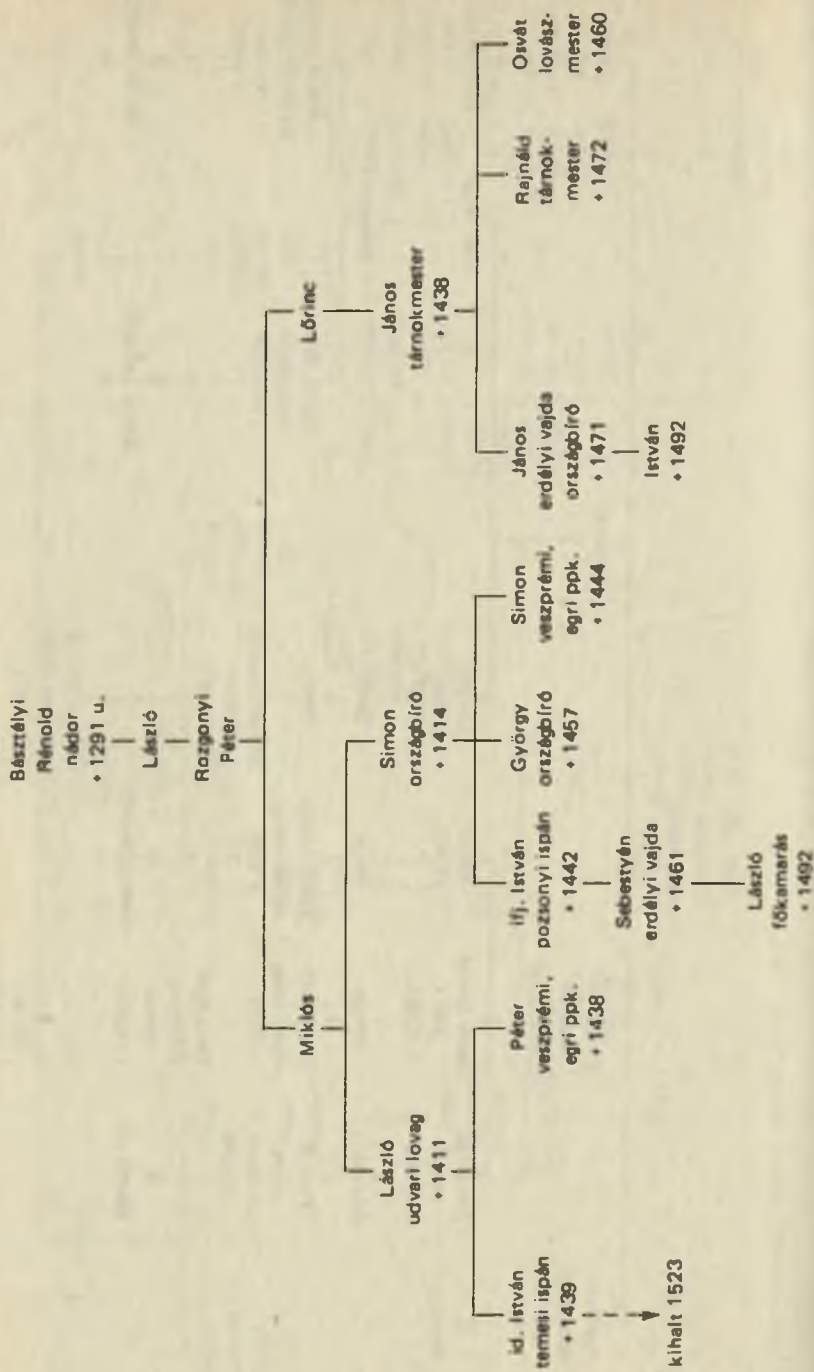 Básztélyi
Rénold
nádor
+ 1291 u.
László
Rozgonyi
Péter
Miklós
Lőrinc
László
udvari lovag
+ 1411
Simon
országbíró
+ 1414
János
tárnokmester
+ 1438
id. István
temesi ispán
+ 1439
Péter
veszprémi,
egri ppk.
+ 1438
ifj. István
pozsonyi ispán
+ 1442
György
országbíró
+ 1457
Simon
veszprémi,
egri ppk.
+ 1444
János
erdélyi vajda
országbíró
+ 1471
Rajnáld
tárnok-
mester
+ 1472
Osvát
lovász-
mester
+ 1460
kihalt 1523
Sebestyén
erdélyi vajda
+ 1461
István
+ 1492
László
főkamarás
+ 1492